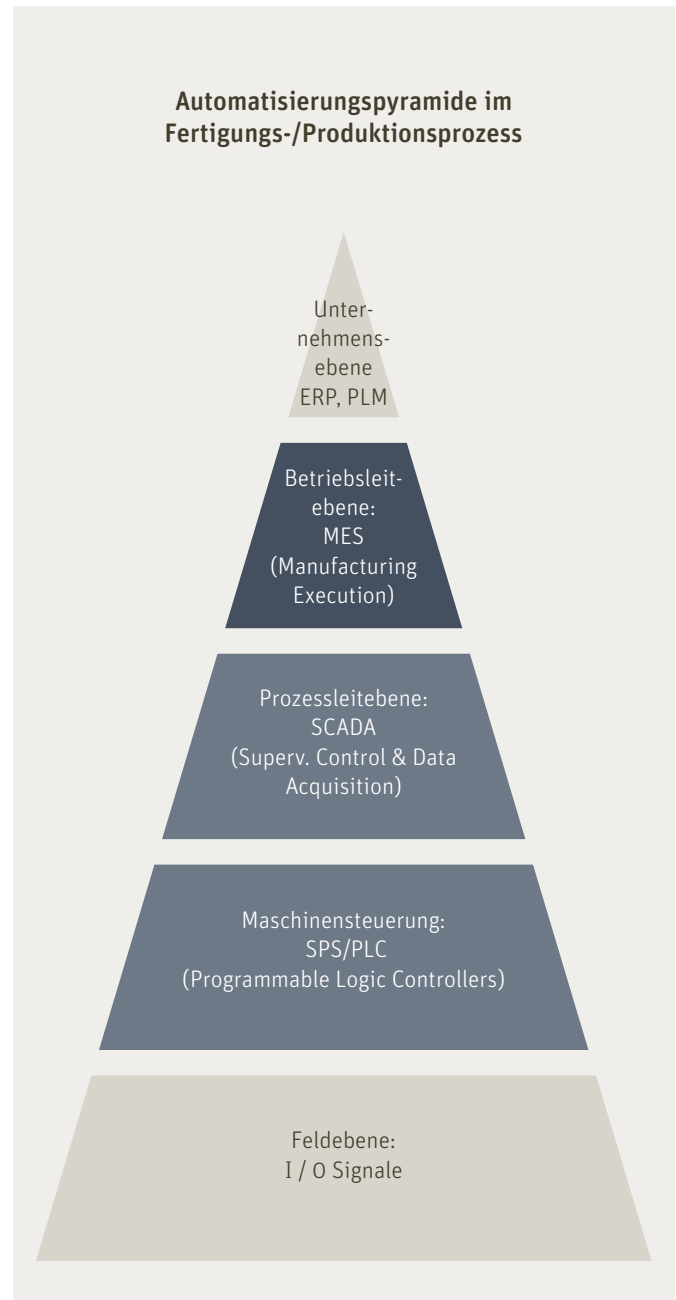 Automatisierungspyramide im
Fertigungs-/Produktionsprozess
Unter-
nehmens-
ebene
ERP, PLM
Betriebsleit-
ebene:
MES
(Manufacturing
Execution)
Prozessleitebene:
SCADA
(Superv. Control & Data
Acquisition)
Maschinensteuerung:
SPS/PLC
(Programmable Logic Controllers)
Feldebene:
I / O Signale